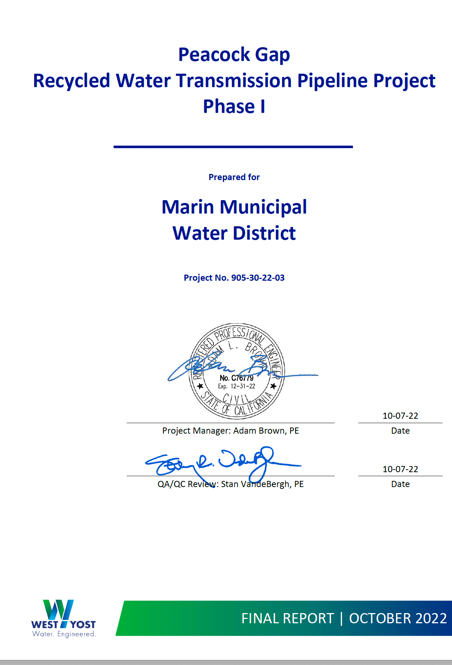 Peacock Gap
Recycled Water Transmission Pipeline Project
Phase I
Prepared for
Marin Municipal
Water District
Project No. 905-30-22-03
REGISTERED PROFESSIONAL ENGINEER
No. C76779
Exp. 12-31-22
CIVIL
STATE OF CALIFORNIA
10-07-22
Project Manager: Adam Brown, PE
Date
10-07-22
QA/QC Review: Stan VandeBergh, PE
Date
WEST YOST
Water. Engineered.
FINAL REPORT | OCTOBER 2022